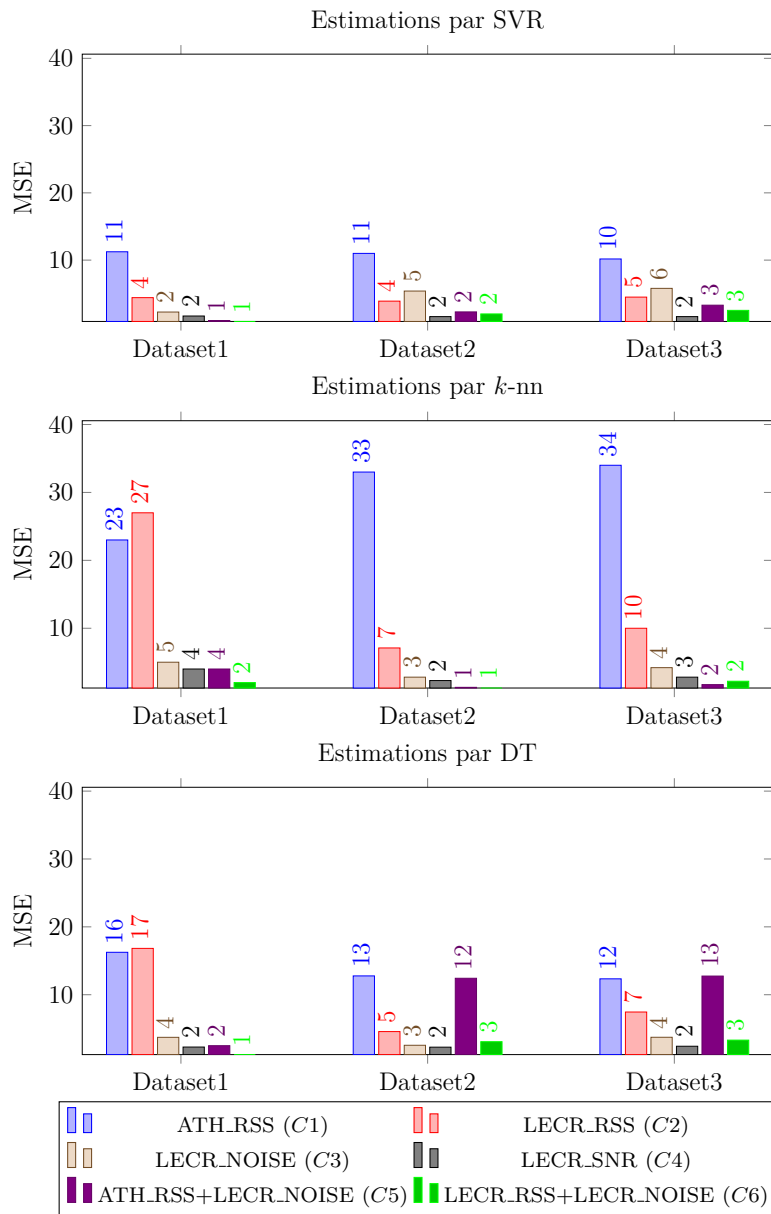 Estimations par SVR
40
30
20
10
MSE
11 4 2 2 1 1
11 4 5 2 2 2
10 5 6 2 3 3
Dataset1 Dataset2 Dataset3
Estimations par k-nn
40
30
20
10
MSE
23 27 5 4 4 2
33 7 3 2 1 1
34 10 4 3 2 2
Dataset1 Dataset2 Dataset3
Estimations par DT
40
30
20
10
MSE
16 17 4 2 2 1
13 5 3 2 12 3
12 7 4 2 13 3
Dataset1 Dataset2 Dataset3
ATH_RSS (C1) LECR_RSS (C2)
LECR_NOISE (C3) LECR_SNR (C4)
ATH_RSS+LECR_NOISE (C5) LECR_RSS+LECR_NOISE (C6)